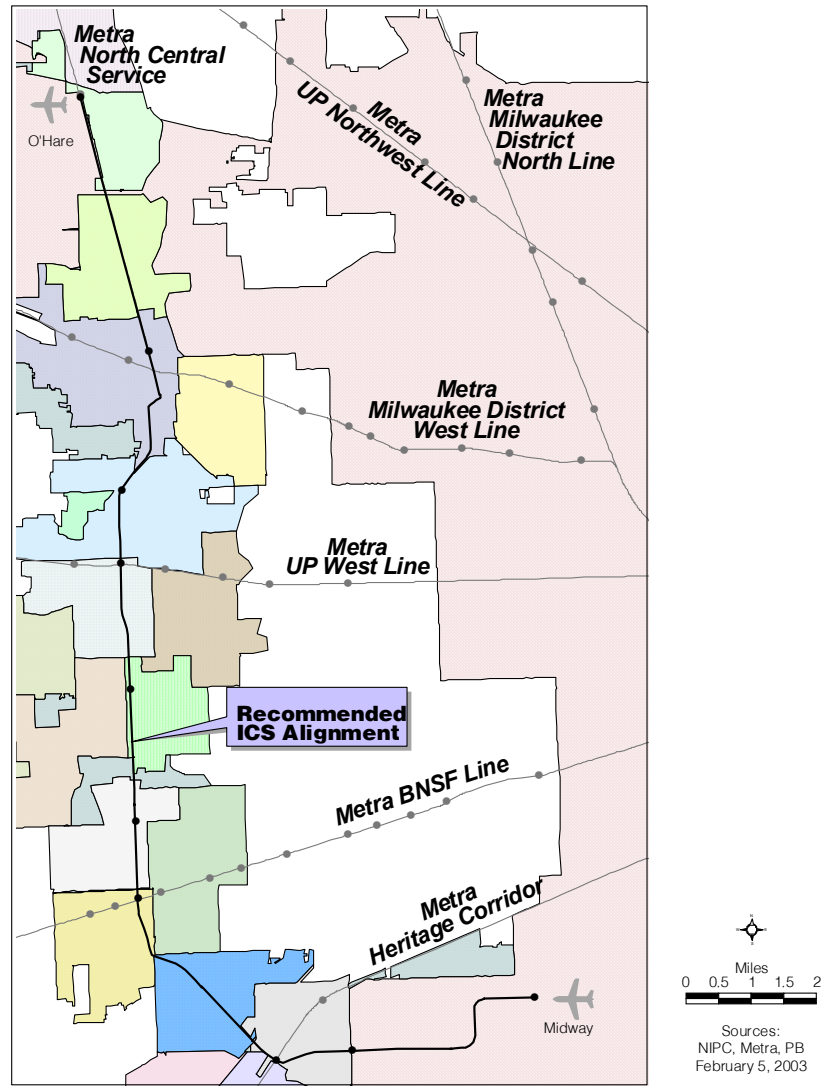 Metra
North Central
Service
O'Hare
Metra
UP Northwest Line
Metra
Milwaukee
District
North Line
Metra
Milwaukee District
West Line
Metra
UP West Line
Recommended
ICS Alignment
Metra BNSF Line
Metra
Heritage Corridor
Midway
Miles
0 0.5 1 1.5 2
Sources:
NIPC, Metra, PB
February 5, 2003